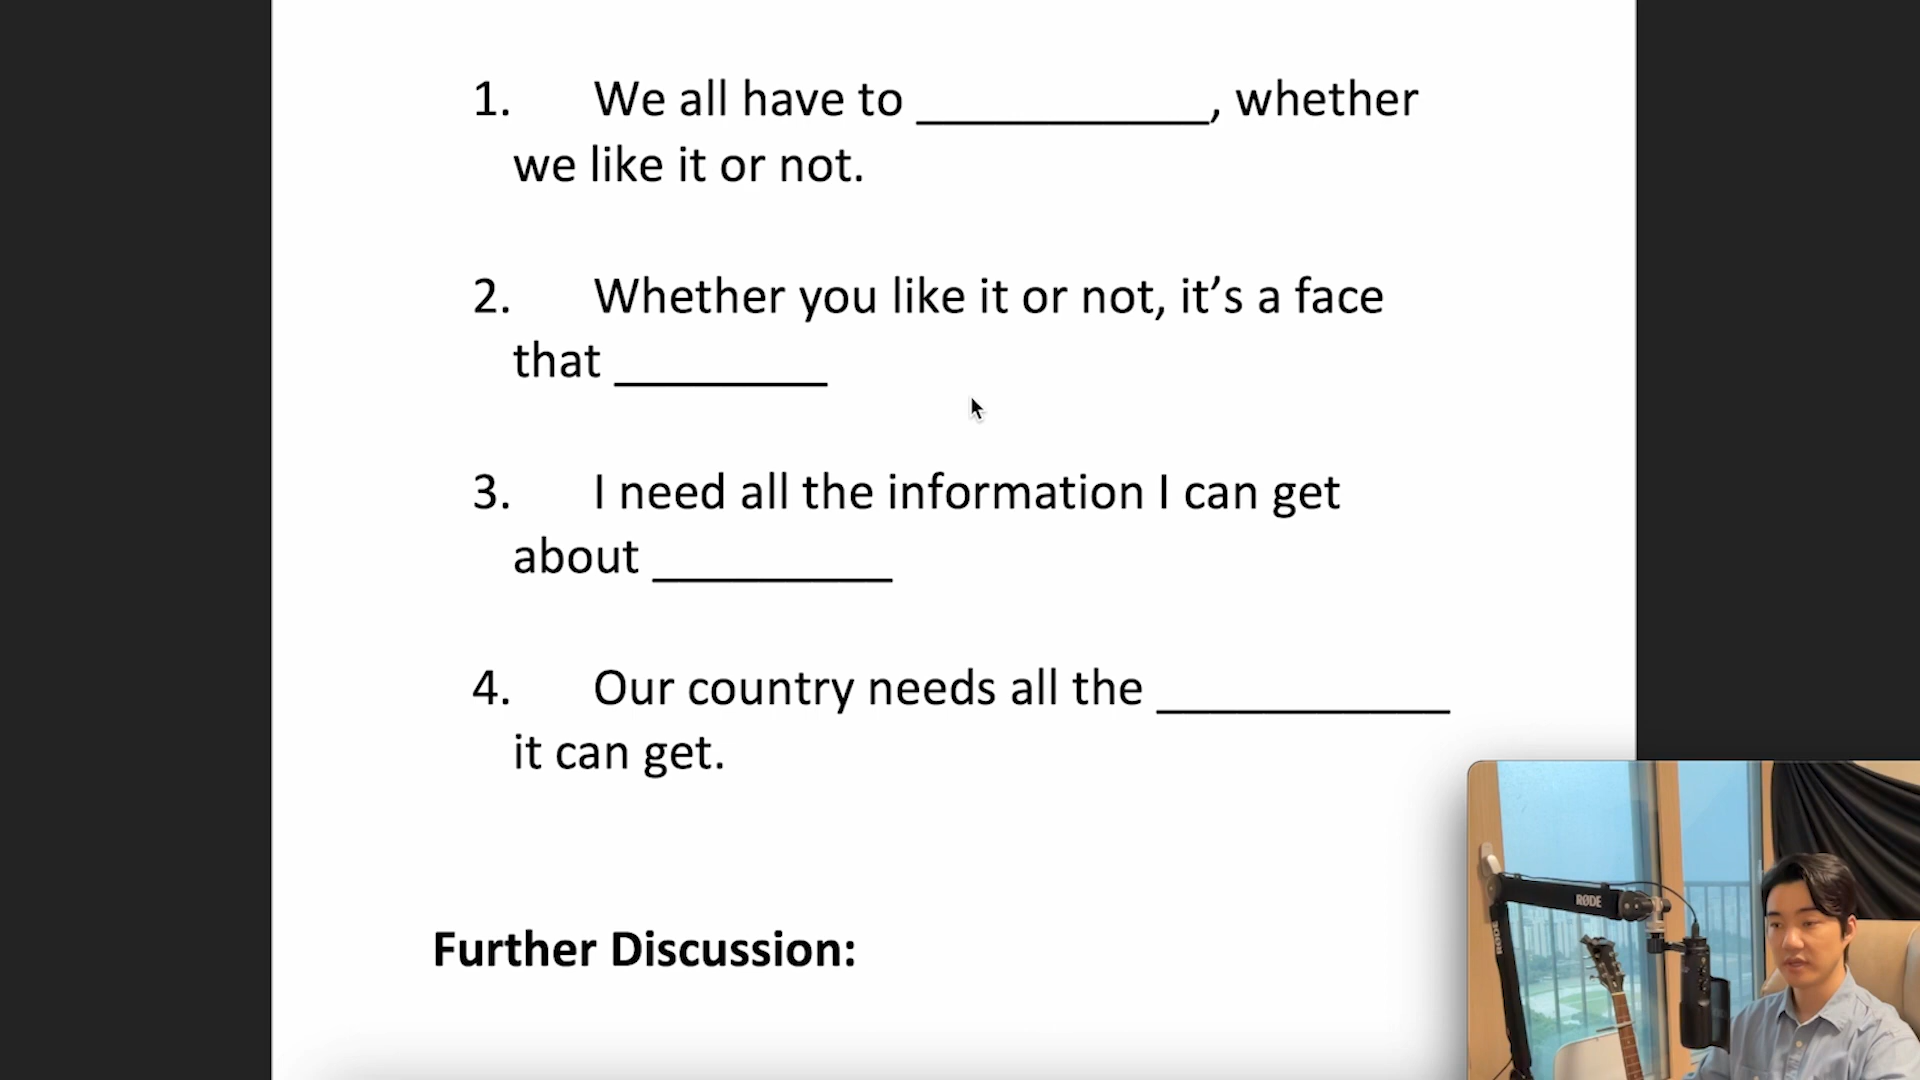 1. We all have to ____________, whether
we like it or not.
2. Whether you like it or not, it’s a face
that _________
3. I need all the information I can get
about __________
4. Our country needs all the ____________
it can get.
Further Discussion:
RØDE
RØDE